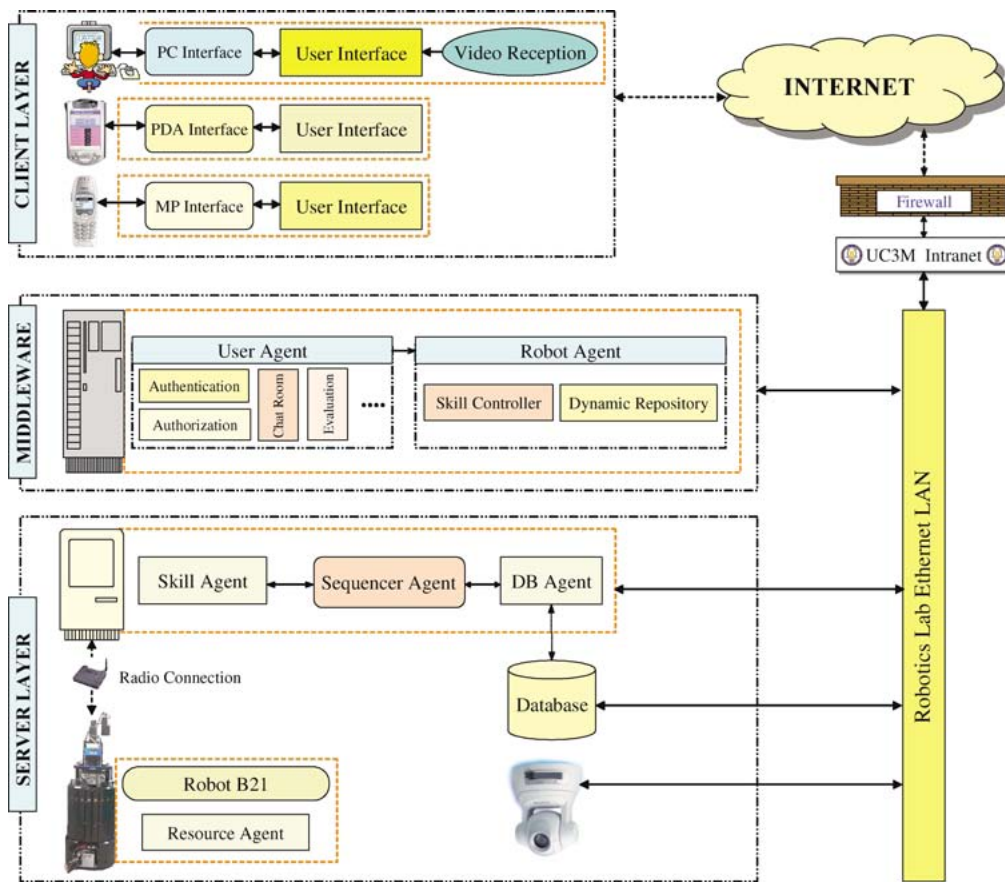 CLIENT LAYER
PC Interface
User Interface
Video Reception
PDA Interface
User Interface
MP Interface
User Interface
INTERNET
Firewall
UC3M Intranet
MIDDLEWARE
User Agent
Robot Agent
Authentication
Authorization
Chat Room
Evaluation
....
Skill Controller
Dynamic Repository
Robotics Lab Ethernet LAN
SERVER LAYER
Skill Agent
Sequencer Agent
DB Agent
Radio Connection
Database
Robot B21
Resource Agent